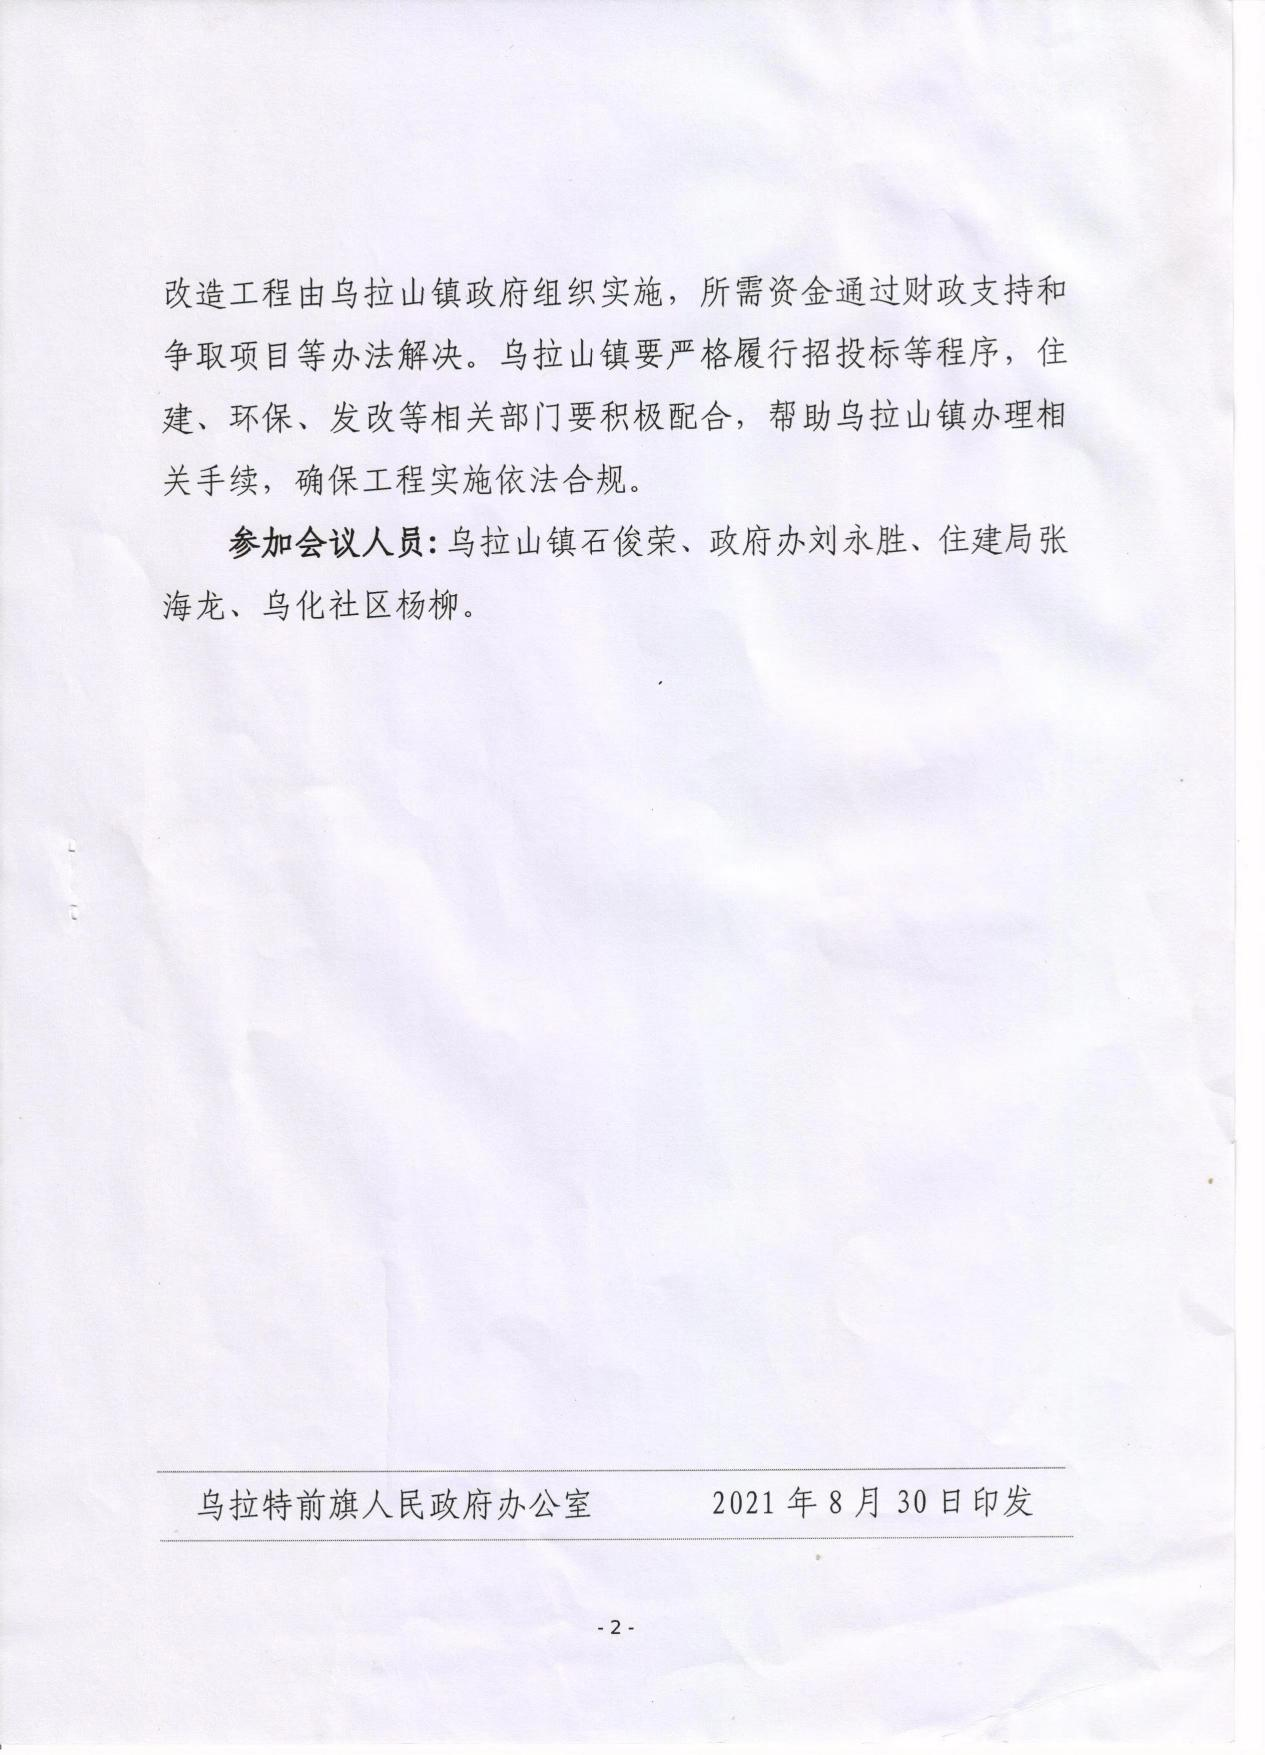 改造工程由乌拉山镇政府组织实施，所需资金通过财政支持和
争取项目等办法解决。乌拉山镇要严格履行招投标等程序，住
建、环保、发改等相关部门要积极配合，帮助乌拉山镇办理相
关手续，确保工程实施依法合规。
参加会议人员：乌拉山镇石俊荣、政府办刘永胜、住建局张
海龙、乌化社区杨柳。
乌拉特前旗人民政府办公室 2021年8月30日印发
- 2 -